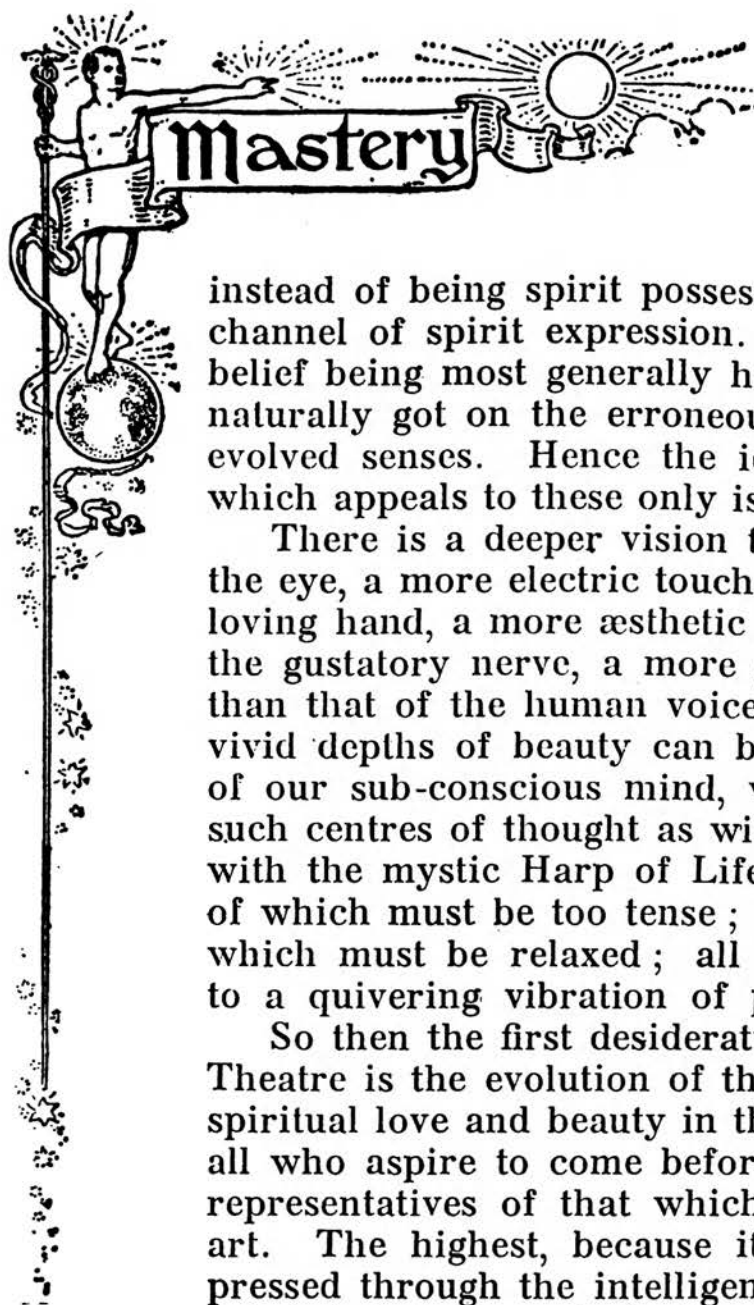 Mastery
instead of being spirit posses
channel of spirit expression.
belief being most generally h
naturally got on the erroneou
evolved senses. Hence the i
which appeals to these only is
There is a deeper vision t
the eye, a more electric touch
loving hand, a more æsthetic
the gustatory nerve, a more
than that of the human voice
vivid depths of beauty can b
of our sub-conscious mind,
such centres of thought as wi
with the mystic Harp of Life
of which must be too tense ;
which must be relaxed ; all
to a quivering vibration of
So then the first desiderat
Theatre is the evolution of th
spiritual love and beauty in th
all who aspire to come befor
representatives of that which
art. The highest, because it
pressed through the intelligen